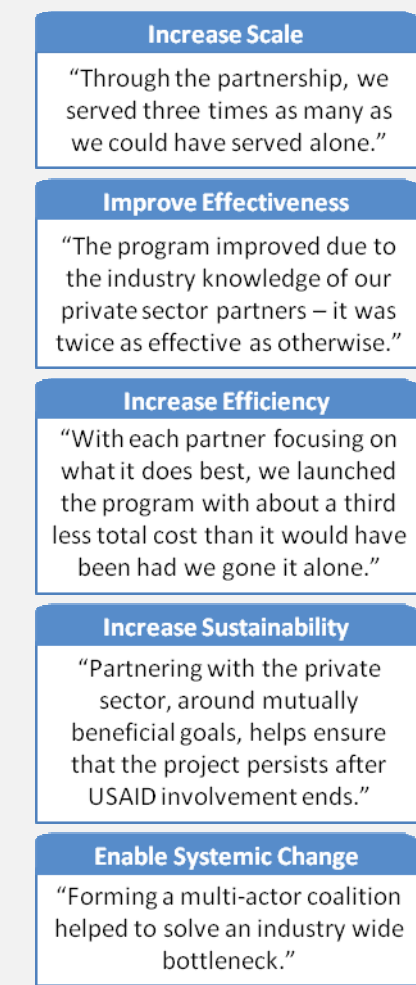 Increase Scale
“Through the partnership, we
served three times as many as
we could have served alone.”
Improve Effectiveness
“The program improved due to
the industry knowledge of our
private sector partners – it was
twice as effective as otherwise.”
Increase Efficiency
“With each partner focusing on
what it does best, we launched
the program with about a third
less total cost than it would have
been had we gone it alone.”
Increase Sustainability
“Partnering with the private
sector, around mutually
beneficial goals, helps ensure
that the project persists after
USAID involvement ends.”
Enable Systemic Change
“Forming a multi-actor coalition
helped to solve an industry wide
bottleneck.”